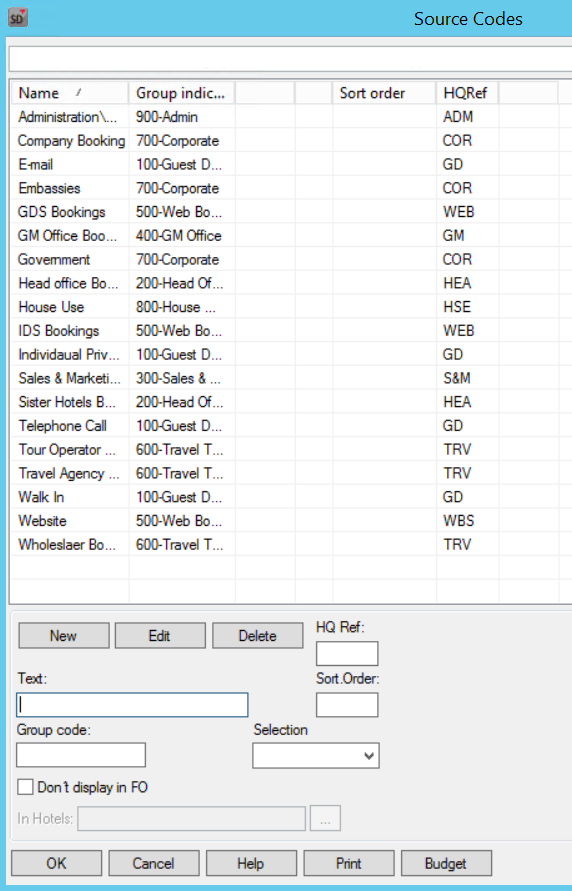 SD
Source Codes
Name Group indic... Sort order HQRef
Administration\... 900-Admin ADM
Company Booking 700-Corporate COR
E-mail 100-Guest D... GD
Embassies 700-Corporate COR
GDS Bookings 500-Web Bo... WEB
GM Office Boo... 400-GM Office GM
Government 700-Corporate COR
Head office Bo... 200-Head Of... HEA
House Use 800-House ... HSE
IDS Bookings 500-Web Bo... WEB
Individaual Priv... 100-Guest D... GD
Sales & Marketi... 300-Sales & ... S&M
Sister Hotels B... 200-Head Of... HEA
Telephone Call 100-Guest D... GD
Tour Operator ... 600-Travel T... TRV
Travel Agency ... 600-Travel T... TRV
Walk In 100-Guest D... GD
Website 500-Web Bo... WBS
Wholeslaer Bo... 600-Travel T... TRV
New Edit Delete HQ Ref:
Text: Sort.Order:
Group code: Selection
Don't display in FO
In Hotels: ...
OK Cancel Help Print Budget